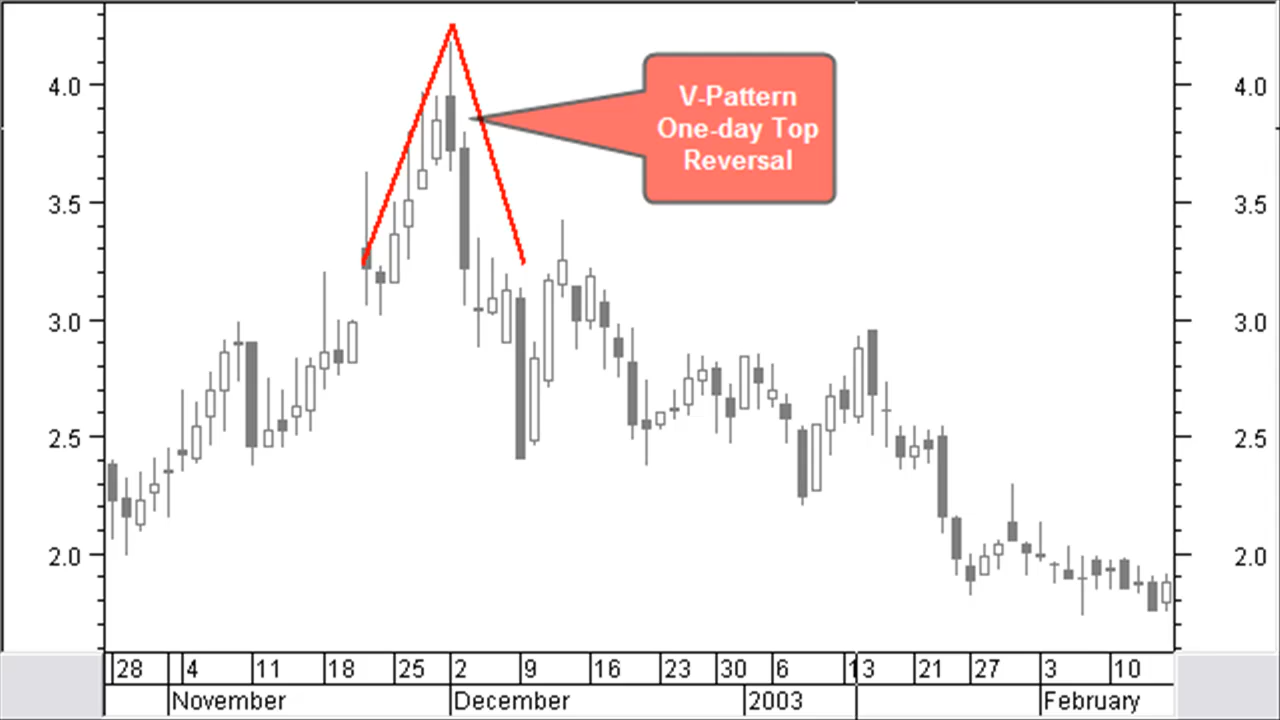 4.0
3.5
3.0
2.5
2.0
V-Pattern
One-day Top
Reversal
4.0
3.5
3.0
2.5
2.0
28 4 11 18 25 2 9 16 23 30 6 13 21 27 3 10
November December 2003 February